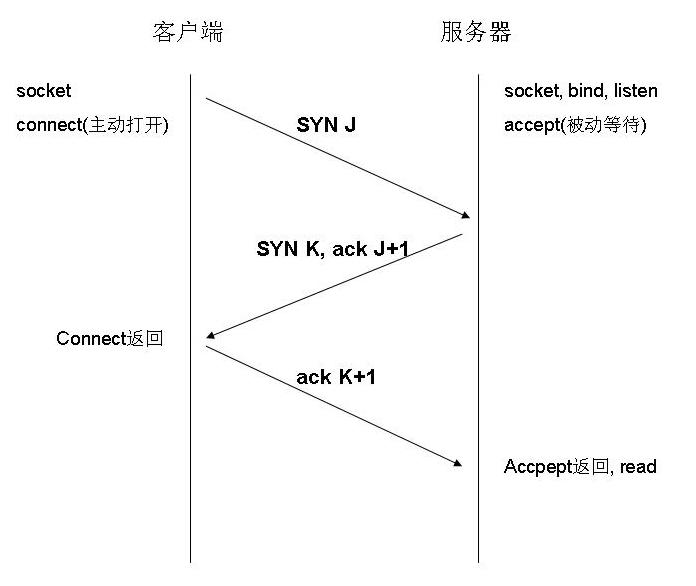 客户端
服务器
socket
socket, bind, listen
connect(主动打开)
SYN J
accept(被动等待)
SYN K, ack J+1
Connect返回
ack K+1
Accpept返回, read